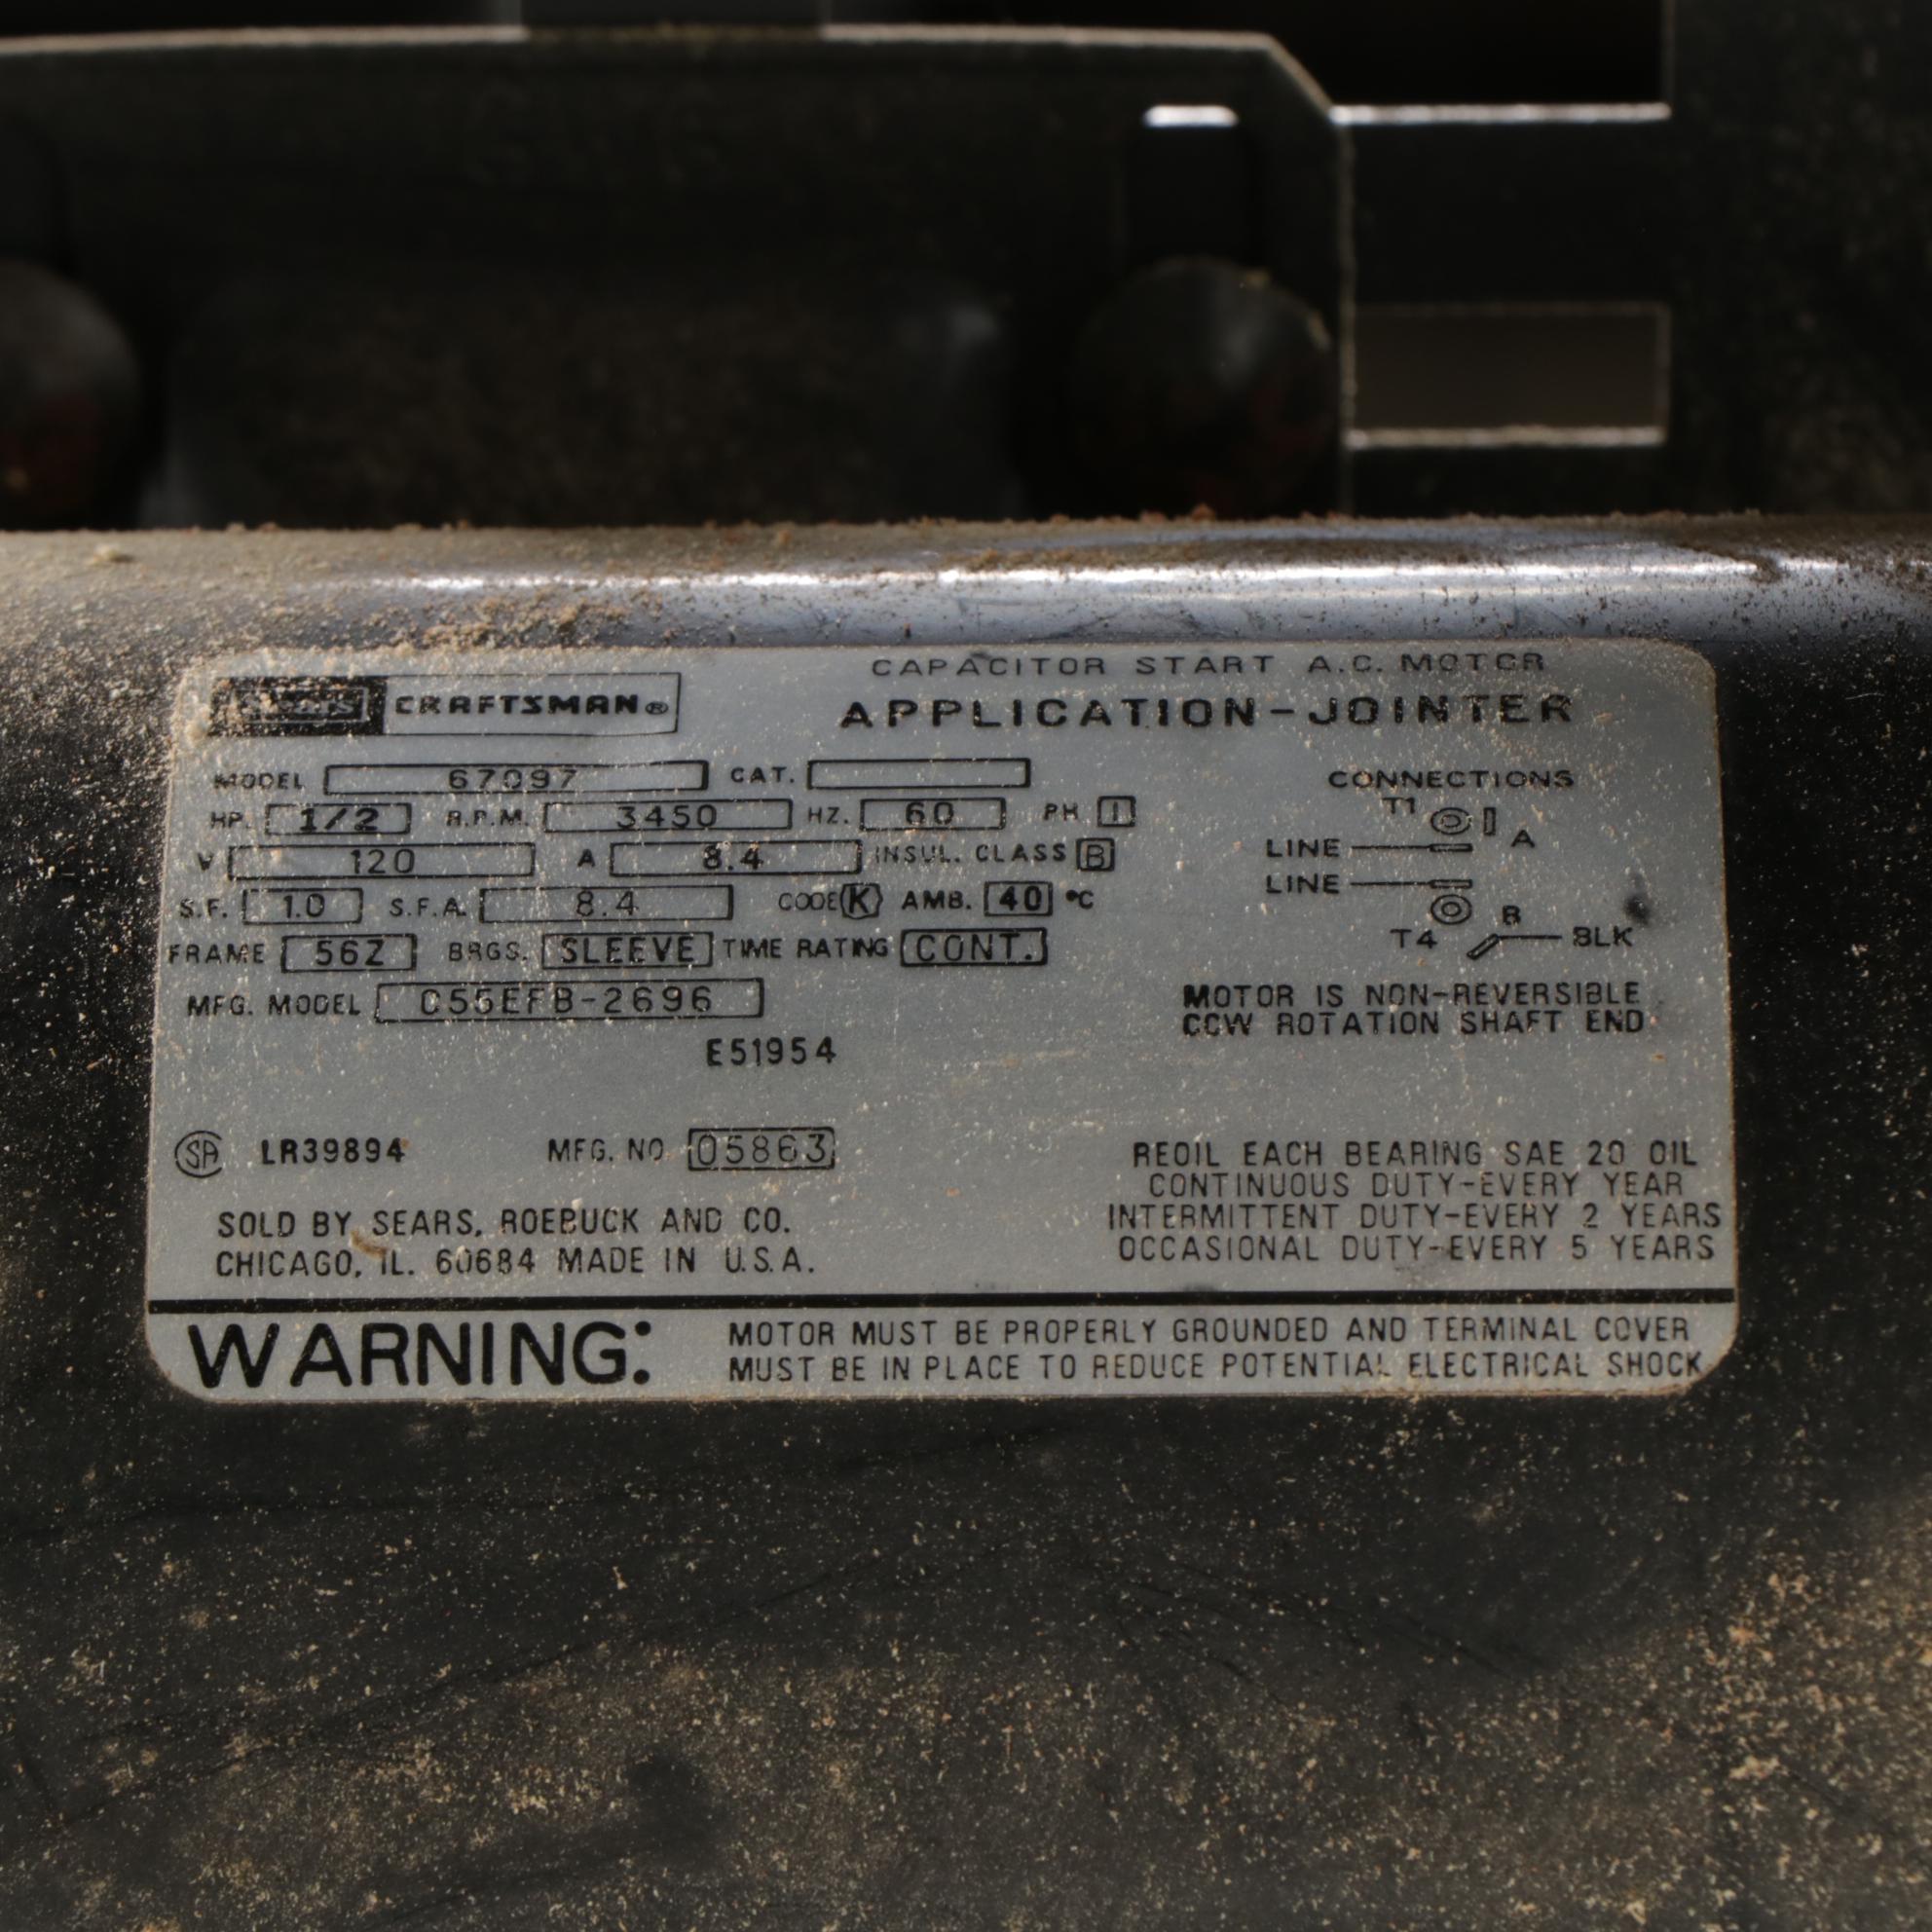 SEARS CRAFTSMAN®
CAPACITOR START A.C. MOTOR
APPLICATION-JOINTER
MODEL 67097 CAT.
HP. 1/2 R.P.M. 3450 HZ. 60 PH 1
V 120 A 8.4 INSUL. CLASS B
S.F. 1.0 S.F.A. 8.4 CODE K AMB. 40 °C
FRAME 56Z BRGS. SLEEVE TIME RATING CONT.
MFG. MODEL C55EFB-2696
E51954
CONNECTIONS
T1
A
LINE
LINE
B
T4 BLK
MOTOR IS NON-REVERSIBLE
CCW ROTATION SHAFT END
SA LR39894 MFG. NO. 05863
SOLD BY SEARS, ROEBUCK AND CO.
CHICAGO, IL. 60684 MADE IN U.S.A.
REOIL EACH BEARING SAE 20 OIL
CONTINUOUS DUTY-EVERY YEAR
INTERMITTENT DUTY-EVERY 2 YEARS
OCCASIONAL DUTY-EVERY 5 YEARS
WARNING: MOTOR MUST BE PROPERLY GROUNDED AND TERMINAL COVER
MUST BE IN PLACE TO REDUCE POTENTIAL ELECTRICAL SHOCK